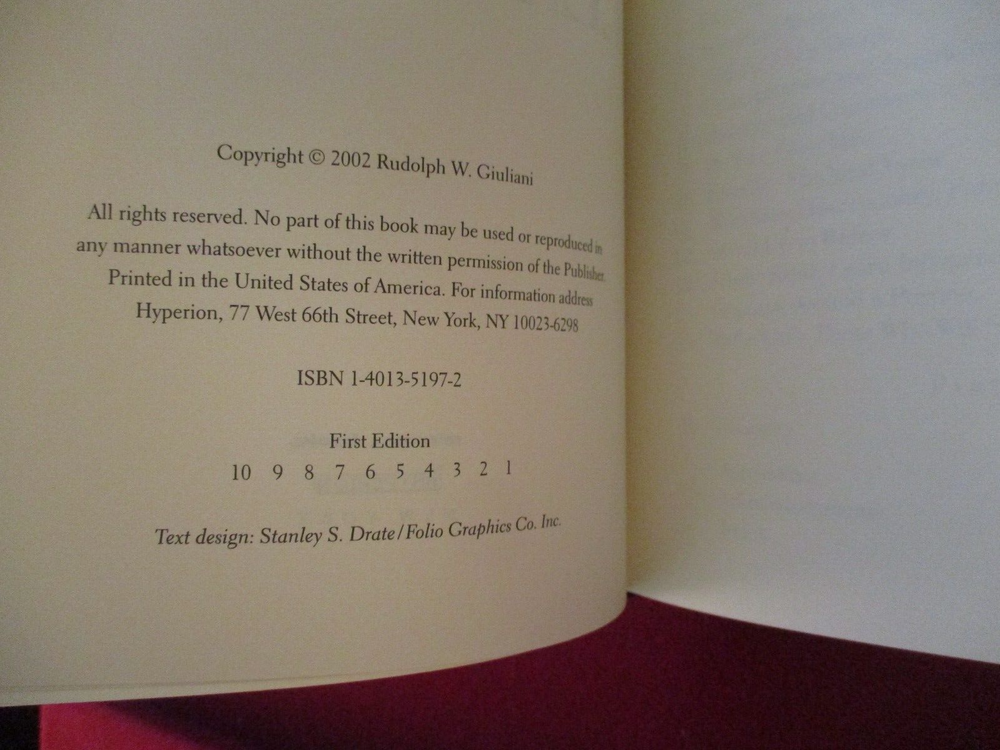 Copyright © 2002 Rudolph W. Giuliani
All rights reserved. No part of this book may be used or reproduced in
any manner whatsoever without the written permission of the Publisher.
Printed in the United States of America. For information address
Hyperion, 77 West 66th Street, New York, NY 10023-6298
ISBN 1-4013-5197-2
First Edition
10 9 8 7 6 5 4 3 2 1
Text design: Stanley S. Drate/Folio Graphics Co. Inc.